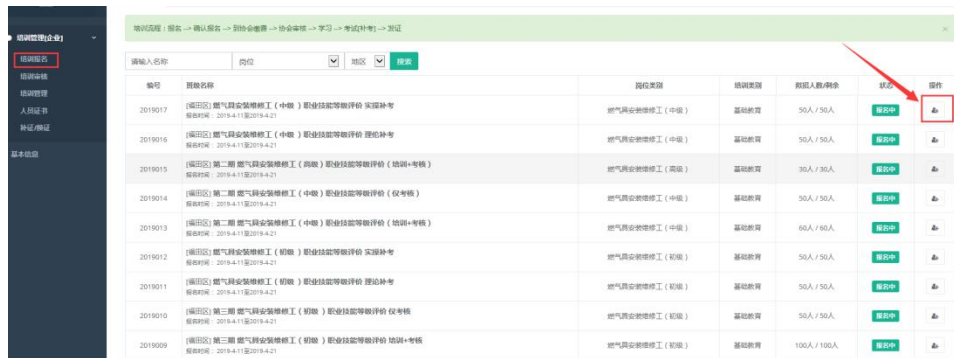 培训管理[企业]
培训报名
培训审核
培训管理
人员证书
补证/换证
基本信息
培训流程：报名 --> 确认报名 --> 到协会缴费 --> 协会审核 --> 学习 --> 考试[补考] --> 发证 ×
请输入名称 岗位 地区 搜索
编号 班级名称 岗位类别 培训类别 拟招人数/剩余 状态 操作
2019017 [福田区] 燃气具安装维修工（中级）职业技能等级评价 实操补考 燃气具安装维修工（中级） 基础教育 50人 / 50人 报名中
报名时间： 2019-4-11至2019-4-21
2019016 [福田区] 燃气具安装维修工（中级）职业技能等级评价 理论补考 燃气具安装维修工（中级） 基础教育 50人 / 50人 报名中
报名时间： 2019-4-11至2019-4-21
2019015 [福田区] 第二期 燃气具安装维修工（高级）职业技能等级评价（培训+考核） 燃气具安装维修工（高级） 基础教育 30人 / 30人 报名中
报名时间： 2019-4-11至2019-4-21
2019014 [福田区] 第二期 燃气具安装维修工（中级）职业技能等级评价（仅考核） 燃气具安装维修工（中级） 基础教育 50人 / 50人 报名中
报名时间： 2019-4-11至2019-4-21
2019013 [福田区] 第二期 燃气具安装维修工（中级）职业技能等级评价（培训+考核） 燃气具安装维修工（中级） 基础教育 60人 / 60人 报名中
报名时间： 2019-4-11至2019-4-21
2019012 [福田区] 燃气具安装维修工（初级 ）职业技能等级评价 实操补考 燃气具安装维修工（初级） 基础教育 50人 / 50人 报名中
报名时间： 2019-4-11至2019-4-21
2019011 [福田区] 燃气具安装维修工（初级 ）职业技能等级评价 理论补考 燃气具安装维修工（初级） 基础教育 50人 / 50人 报名中
报名时间： 2019-4-11至2019-4-21
2019010 [福田区] 第三期 燃气具安装维修工（初级 ）职业技能等级评价 仅考核 燃气具安装维修工（初级） 基础教育 50人 / 50人 报名中
报名时间： 2019-4-11至2019-4-21
2019009 [福田区] 第三期 燃气具安装维修工（初级 ）职业技能等级评价 培训+考核 燃气具安装维修工（初级） 基础教育 100人 / 100人 报名中
报名时间： 2019-4-11至2019-4-21